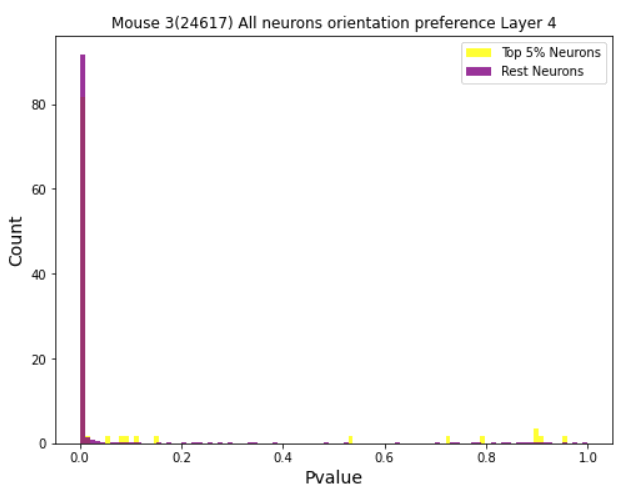 Mouse 3(24617) All neurons orientation preference Layer 4
Top 5% Neurons
Rest Neurons
Count
80
60
40
20
0
0.0 0.2 0.4 0.6 0.8 1.0
Pvalue